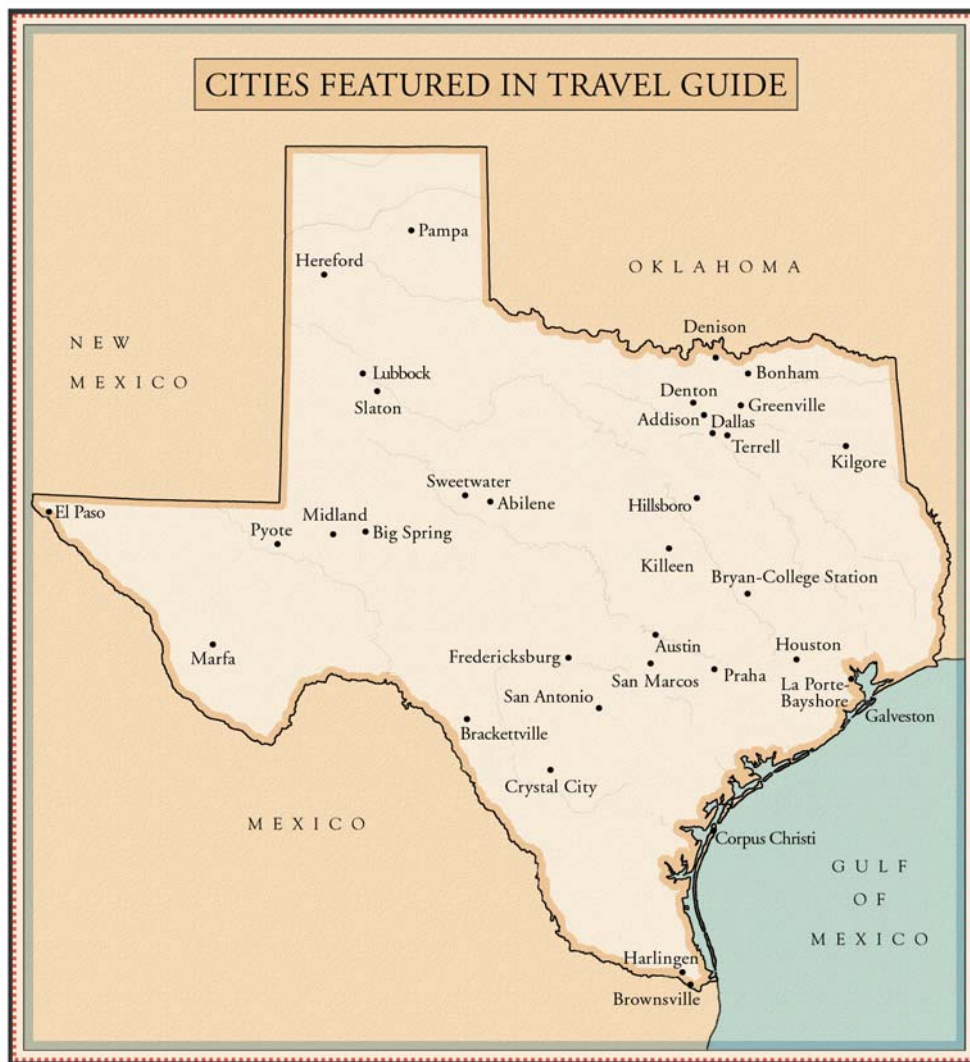 CITIES FEATURED IN TRAVEL GUIDE
Pampa
Hereford
OKLAHOMA
Denison
NEW
MEXICO
Lubbock
Bonham
Slaton
Denton
Greenville
Addison
Dallas
Terrell
Kilgore
Sweetwater
Abilene
Hillsboro
El Paso
Midland
Pyote
Big Spring
Killeen
Bryan-College Station
Austin
Houston
Marfa
Fredericksburg
San Marcos
Praha
La Porte-
Bayshore
San Antonio
Galveston
Brackettville
Crystal City
MEXICO
Corpus Christi
GULF
OF
MEXICO
Harlingen
Brownsville